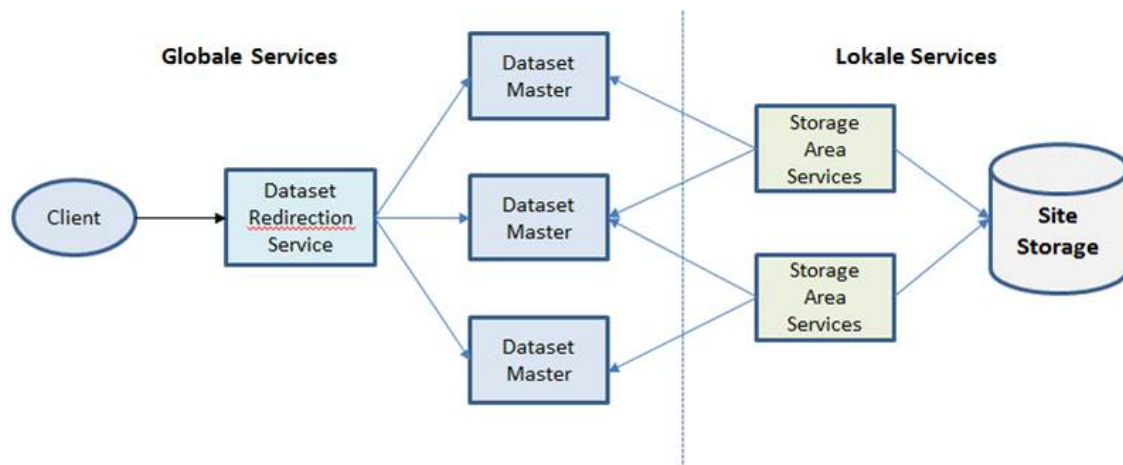 Globale Services
Lokale Services
Dataset
Master
Storage
Area
Services
Client
Dataset
Redirection
Service
Dataset
Master
Site
Storage
Storage
Area
Services
Dataset
Master